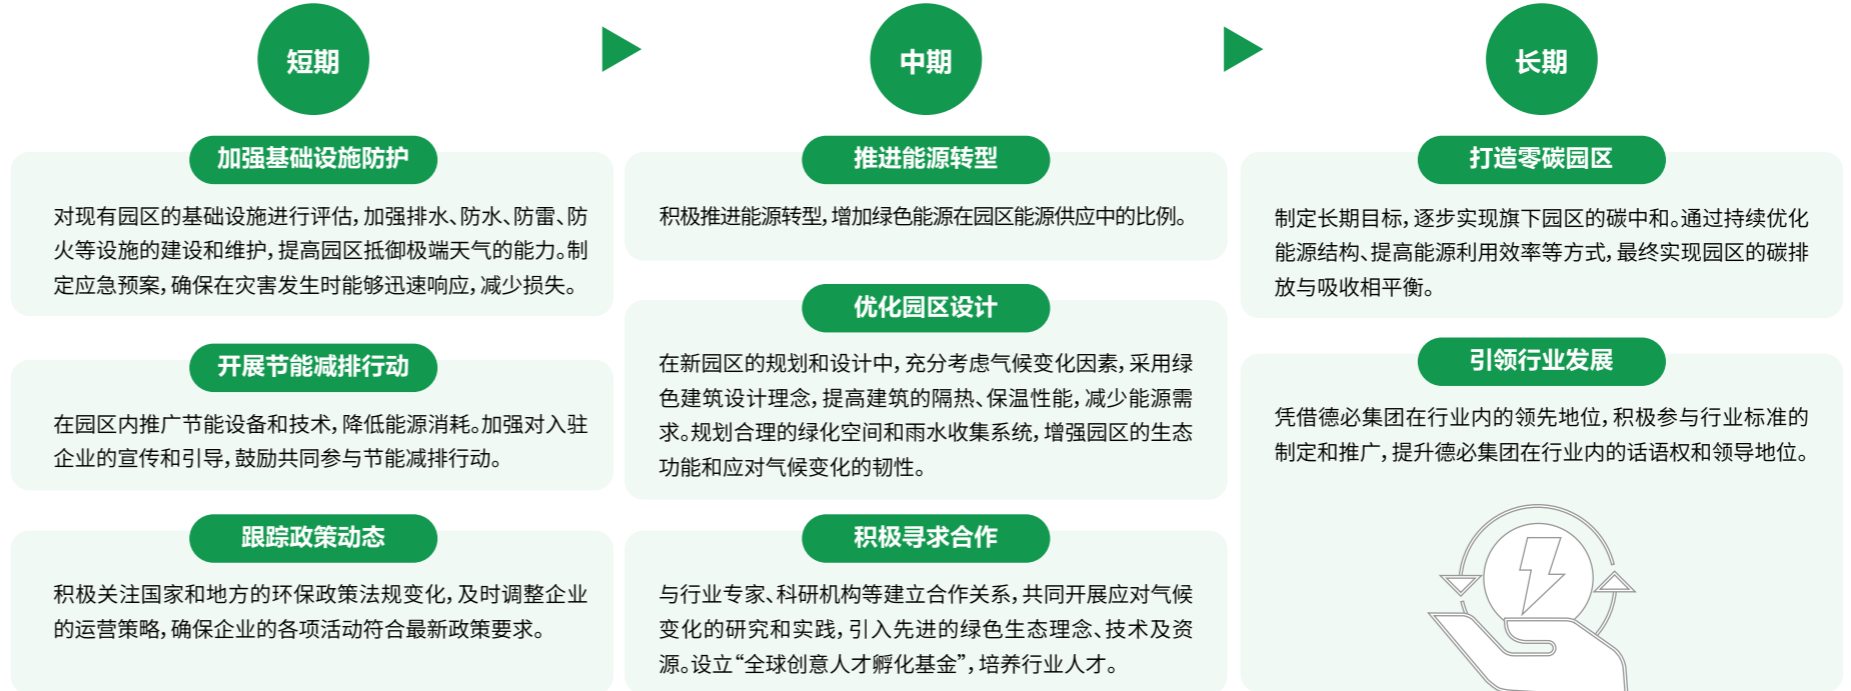 短期
加强基础设施防护
对现有园区的基础设施进行评估，加强排水、防水、防雷、防
火等设施的建设和维护，提高园区抵御极端天气的能力。制
定应急预案，确保在灾害发生时能够迅速响应，减少损失。
开展节能减排行动
在园区内推广节能设备和技术，降低能源消耗。加强对入驻
企业的宣传和引导，鼓励共同参与节能减排行动。
跟踪政策动态
积极关注国家和地方的环保政策法规变化，及时调整企业
的运营策略，确保企业的各项活动符合最新政策要求。
中期
推进能源转型
积极推进能源转型，增加绿色能源在园区能源供应中的比例。
优化园区设计
在新园区的规划和设计中，充分考虑气候变化因素，采用绿
色建筑设计理念，提高建筑的隔热、保温性能，减少能源需
求。规划合理的绿化空间和雨水收集系统，增强园区的生态
功能和应对气候变化的韧性。
积极寻求合作
与行业专家、科研机构等建立合作关系，共同开展应对气候
变化的研究和实践，引入先进的绿色生态理念、技术及资
源。设立“全球创意人才孵化基金”，培养行业人才。
长期
打造零碳园区
制定长期目标，逐步实现旗下园区的碳中和。通过持续优化
能源结构、提高能源利用效率等方式，最终实现园区的碳排
放与吸收相平衡。
引领行业发展
凭借德必集团在行业内的领先地位，积极参与行业标准的
制定和推广，提升德必集团在行业内的话语权和领导地位。